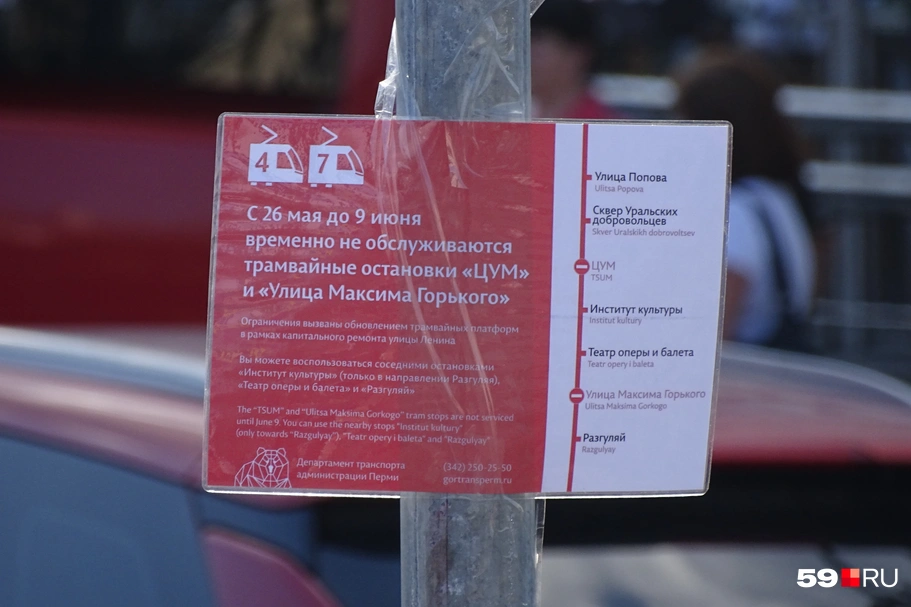 4 7
С 26 мая до 9 июня
временно не обслуживаются
трамвайные остановки «ЦУМ»
и «Улица Максима Горького»
Ограничения вызваны обновлением трамвайных платформ
в рамках капитального ремонта улицы Ленина
Вы можете воспользоваться соседними остановками
«Институт культуры» (только в направлении Разгуляя),
«Театр оперы и балета» и «Разгуляй»
The "TSUM" and "Ulitsa Maksima Gorkogo" tram stops are not serviced
until June 9. You can use the nearby stops "Institut kultury"
(only towards "Razgulyay"), "Teatr opery i baleta" and "Razgulyay"
Департамент транспорта
администрации Перми
(342) 250-25-50
gortransperm.ru
Улица Попова
Ulitsa Popova
Сквер Уральских
добровольцев
Skver Uralskikh dobrovoltsev
ЦУМ
TSUM
Институт культуры
Institut kultury
Театр оперы и балета
Teatr opery i baleta
Улица Максима Горького
Ulitsa Maksima Gorkogo
Разгуляй
Razgulyay
59.RU